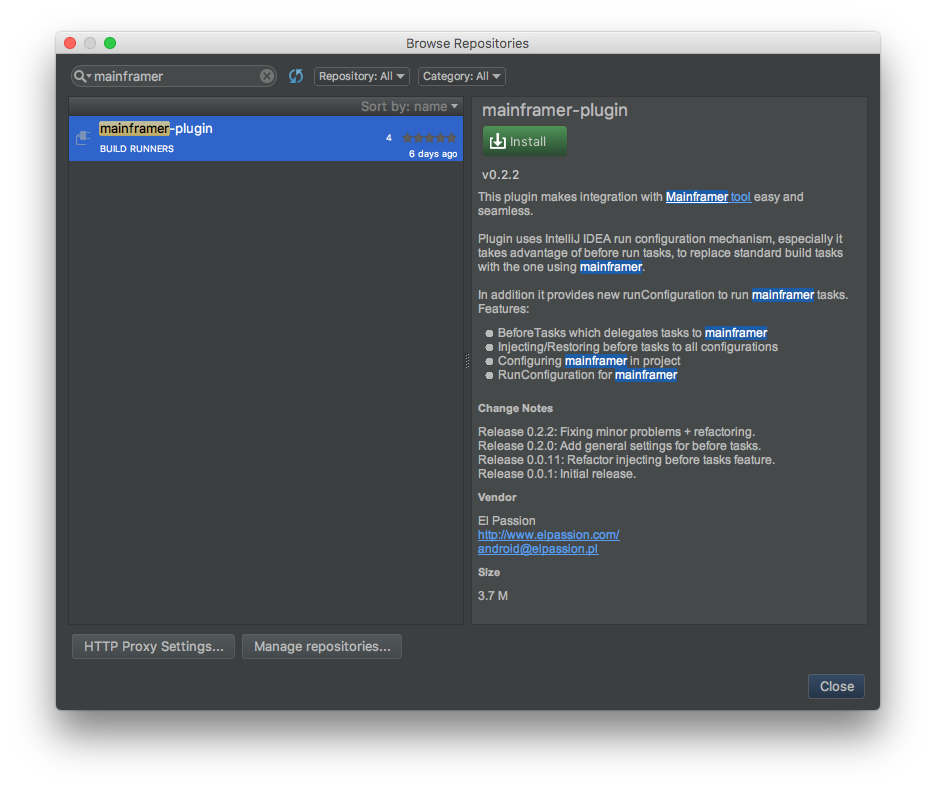 Browse Repositories
mainframer
Repository: All
Category: All
Sort by: name
mainframer-plugin
4
BUILD RUNNERS
6 days ago
mainframer-plugin
Install
v0.2.2
This plugin makes integration with Mainframer tool easy and
seamless.
Plugin uses IntelliJ IDEA run configuration mechanism, especially it
takes advantage of before run tasks, to replace standard build tasks
with the one using mainframer.
In addition it provides new runConfiguration to run mainframer tasks.
Features:
BeforeTasks which delegates tasks to mainframer
Injecting/Restoring before tasks to all configurations
Configuring mainframer in project
RunConfiguration for mainframer
Change Notes
Release 0.2.2: Fixing minor problems + refactoring.
Release 0.2.0: Add general settings for before tasks.
Release 0.0.11: Refactor injecting before tasks feature.
Release 0.0.1: Initial release.
Vendor
El Passion
http://www.elpassion.com/
android@elpassion.pl
Size
3.7 M
HTTP Proxy Settings...
Manage repositories...
Close